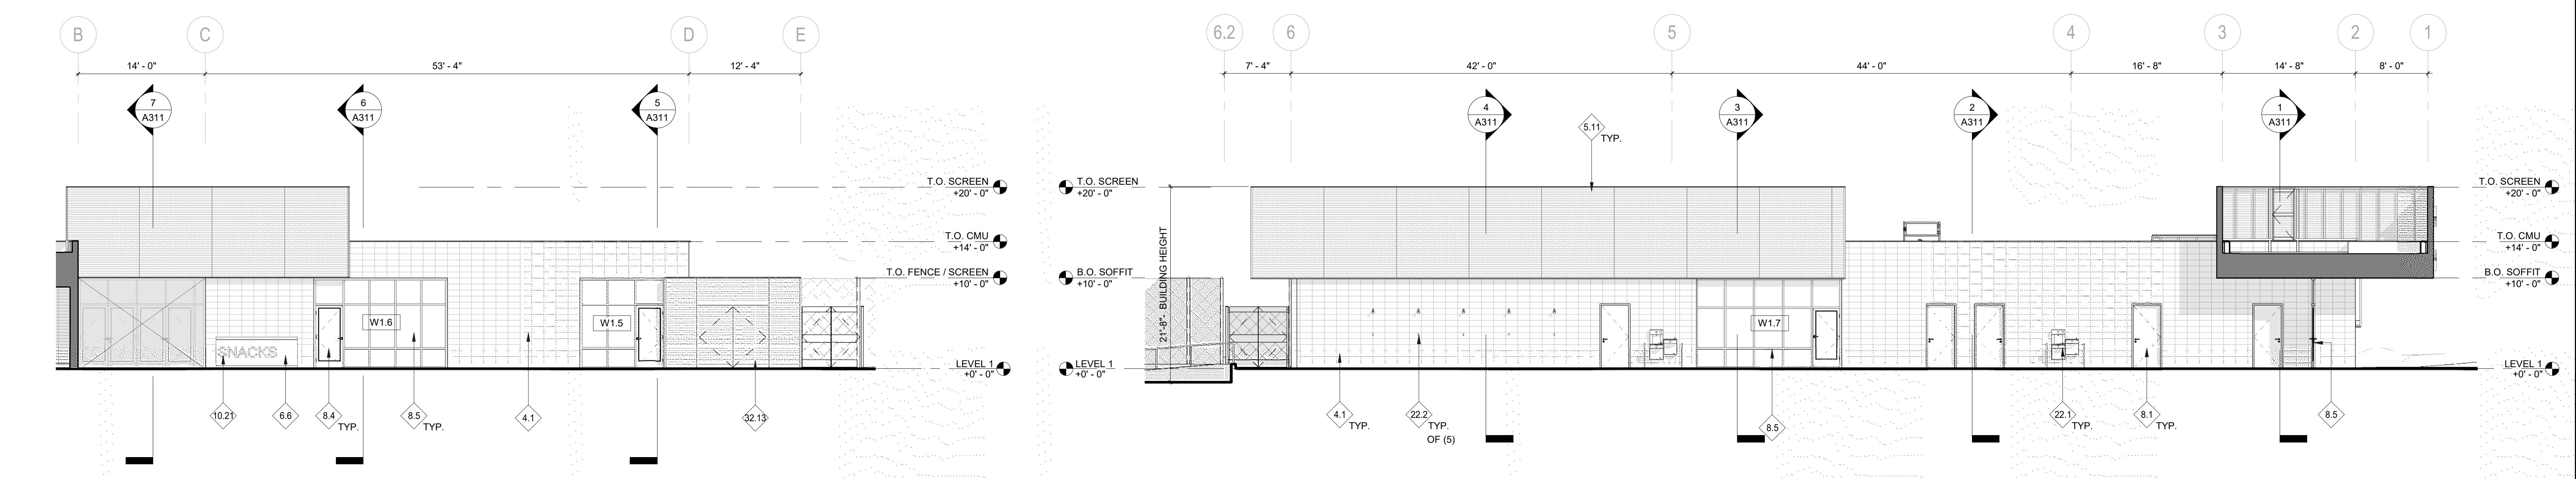 B
C
D
E
14' - 0"
53' - 4"
12' - 4"
7
A311
6
A311
5
A311
T.O. SCREEN
+20' - 0"
T.O. CMU
+14' - 0"
T.O. FENCE / SCREEN
+10' - 0"
LEVEL 1
+0' - 0"
W1.6
W1.5
SNACKS
10.21
6.6
8.4
TYP.
8.5
TYP.
4.1
32.13
6.2
6
5
4
3
2
1
7' - 4"
42' - 0"
44' - 0"
16' - 8"
14' - 8"
8' - 0"
4
A311
3
A311
2
A311
1
A311
5.11
TYP.
T.O. SCREEN
+20' - 0"
B.O. SOFFIT
+10' - 0"
LEVEL 1
+0' - 0"
21'-8" - BUILDING HEIGHT
W1.7
T.O. SCREEN
+20' - 0"
T.O. CMU
+14' - 0"
B.O. SOFFIT
+10' - 0"
LEVEL 1
+0' - 0"
4.1
TYP.
22.2
TYP.
OF (5)
8.5
22.1
TYP.
8.1
TYP.
8.5